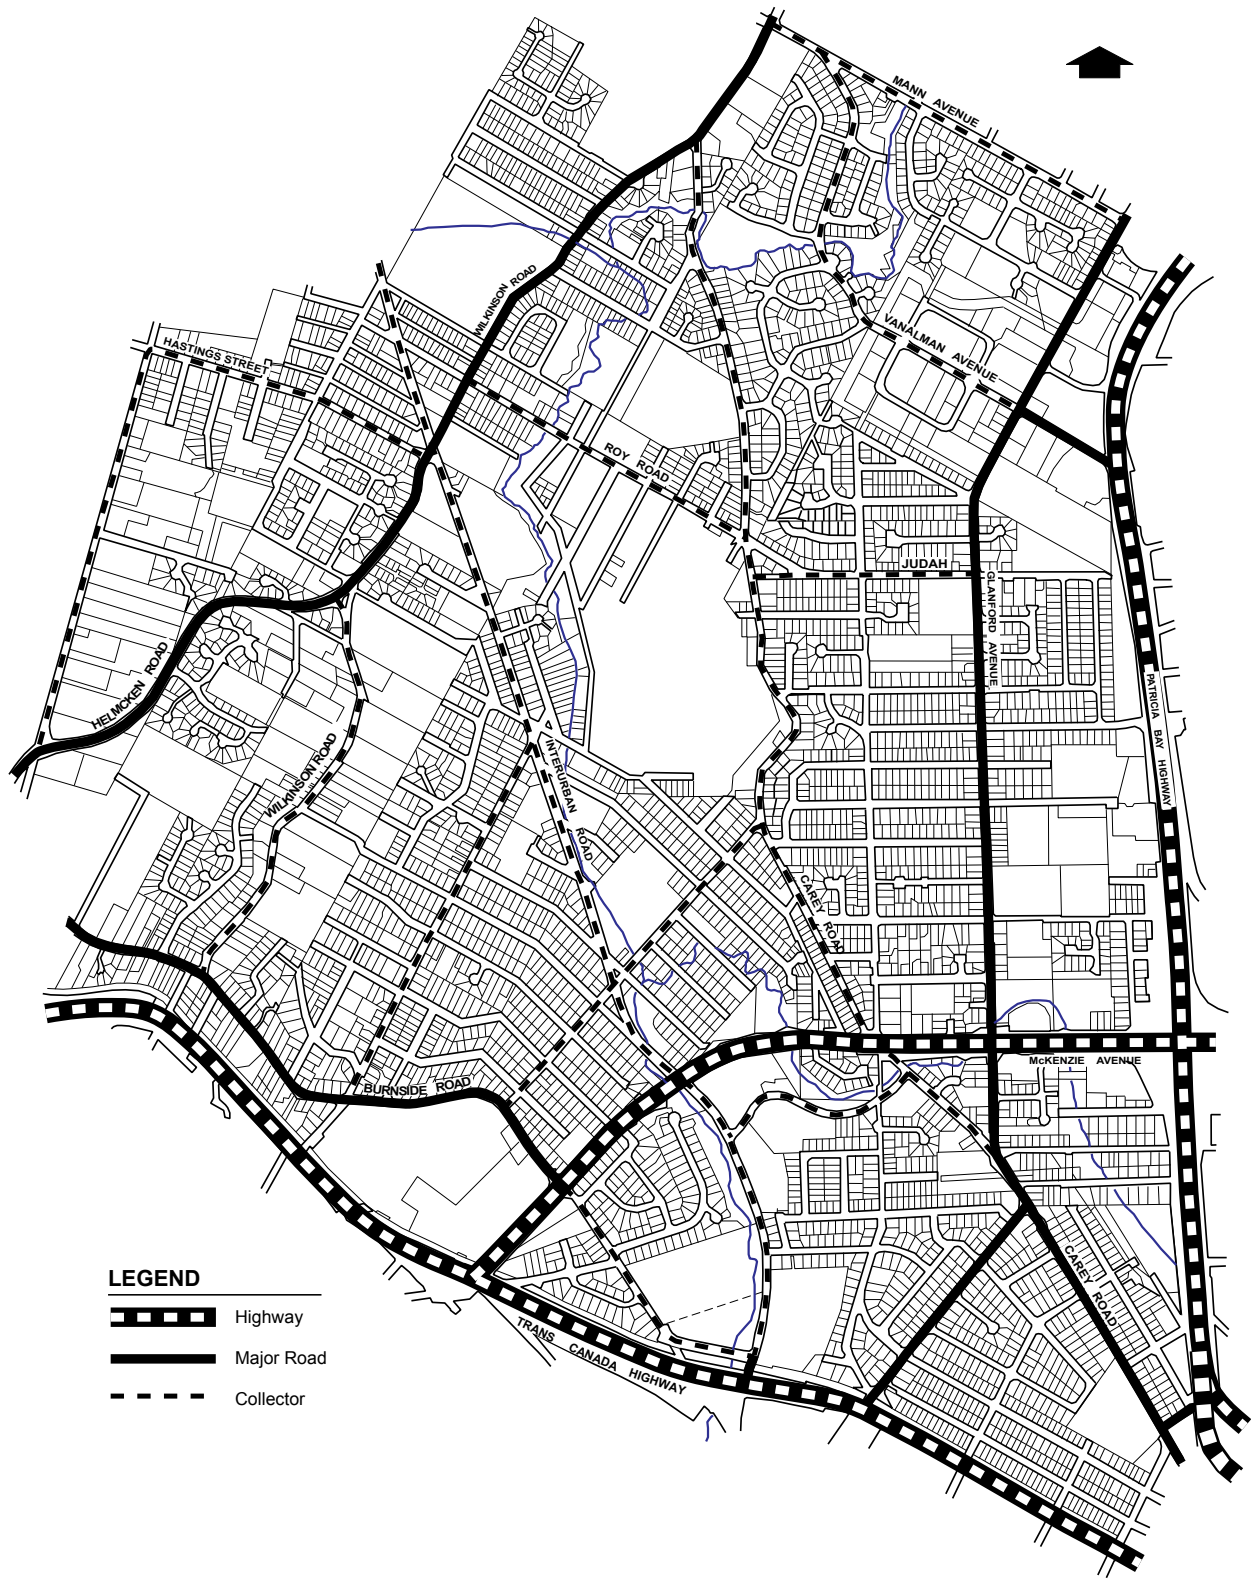 MANN AVENUE
WILKINSON ROAD
HASTINGS STREET
VANALMAN AVENUE
ROY ROAD
JUDAH
GLANFORD AVENUE
HELMCKEN ROAD
PATRICIA BAY HIGHWAY
WILKINSON ROAD
INTERURBAN ROAD
CAREY ROAD
McKENZIE AVENUE
BURNSIDE ROAD
CAREY ROAD
TRANS CANADA HIGHWAY
LEGEND
Highway
Major Road
Collector